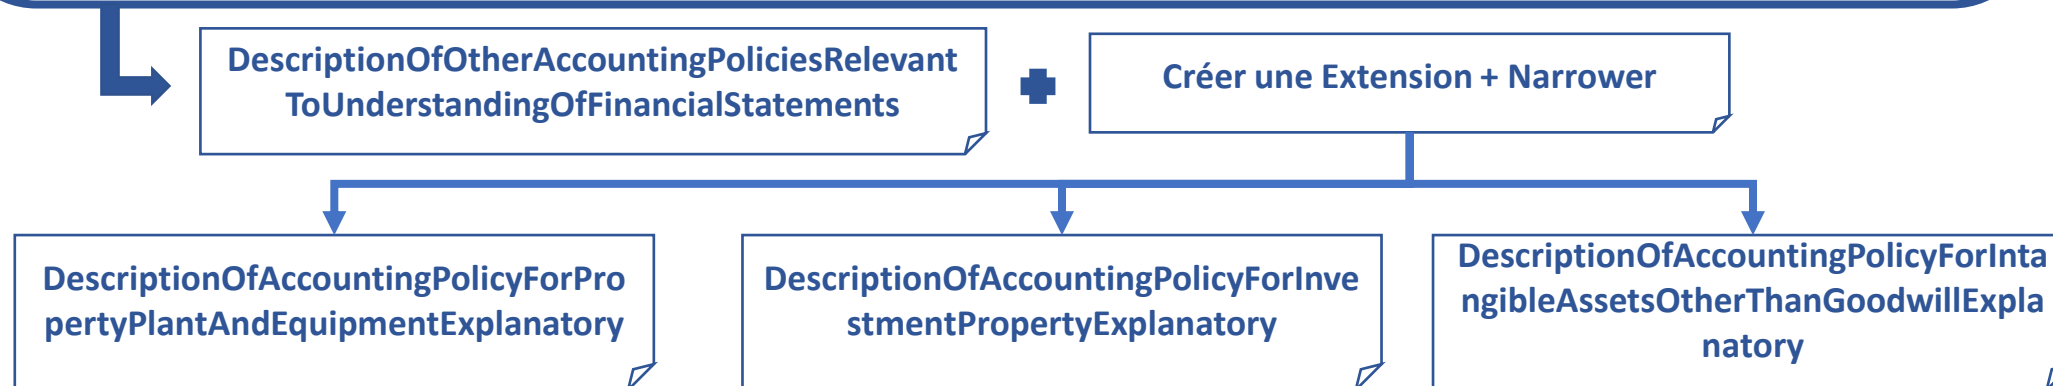 DescriptionOfOtherAccountingPoliciesRelevant
ToUnderstandingOfFinancialStatements
Créer une Extension + Narrower
DescriptionOfAccountingPolicyForPro
pertyPlantAndEquipmentExplanatory
DescriptionOfAccountingPolicyForInve
stmentPropertyExplanatory
DescriptionOfAccountingPolicyForInta
ngibleAssetsOtherThanGoodwillExpla
natory